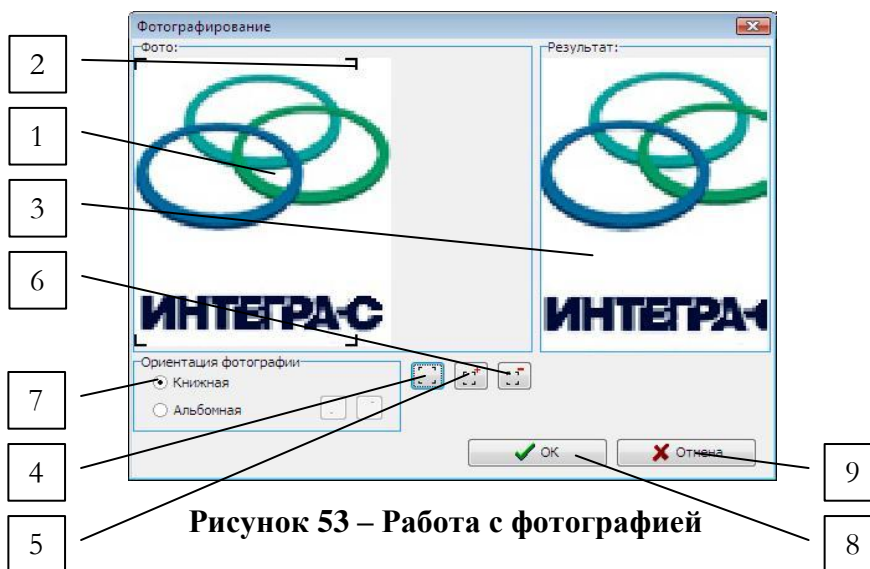 Фотографирование
Фото:
Результат:
2
1
3
6
7
4
5
ИНТЕГРА-С
ИНТЕГРА-
Ориентация фотографии
Книжная
Альбомная
OK
Отмена
9
8
Рисунок 53 – Работа с фотографией